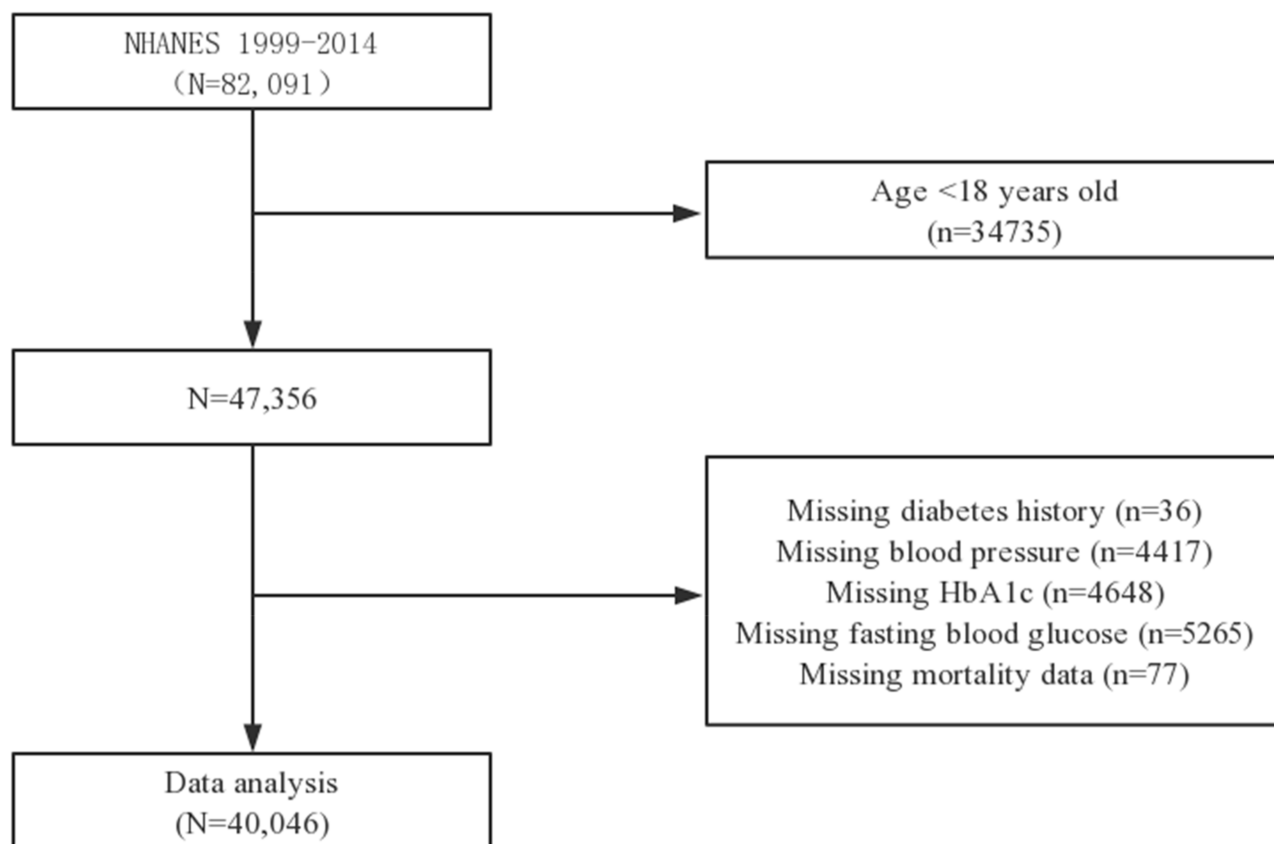 NHANES 1999-2014
(N=82,091)
Age <18 years old
(n=34735)
N=47,356
Missing diabetes history (n=36)
Missing blood pressure (n=4417)
Missing HbA1c (n=4648)
Missing fasting blood glucose (n=5265)
Missing mortality data (n=77)
Data analysis
(N=40,046)